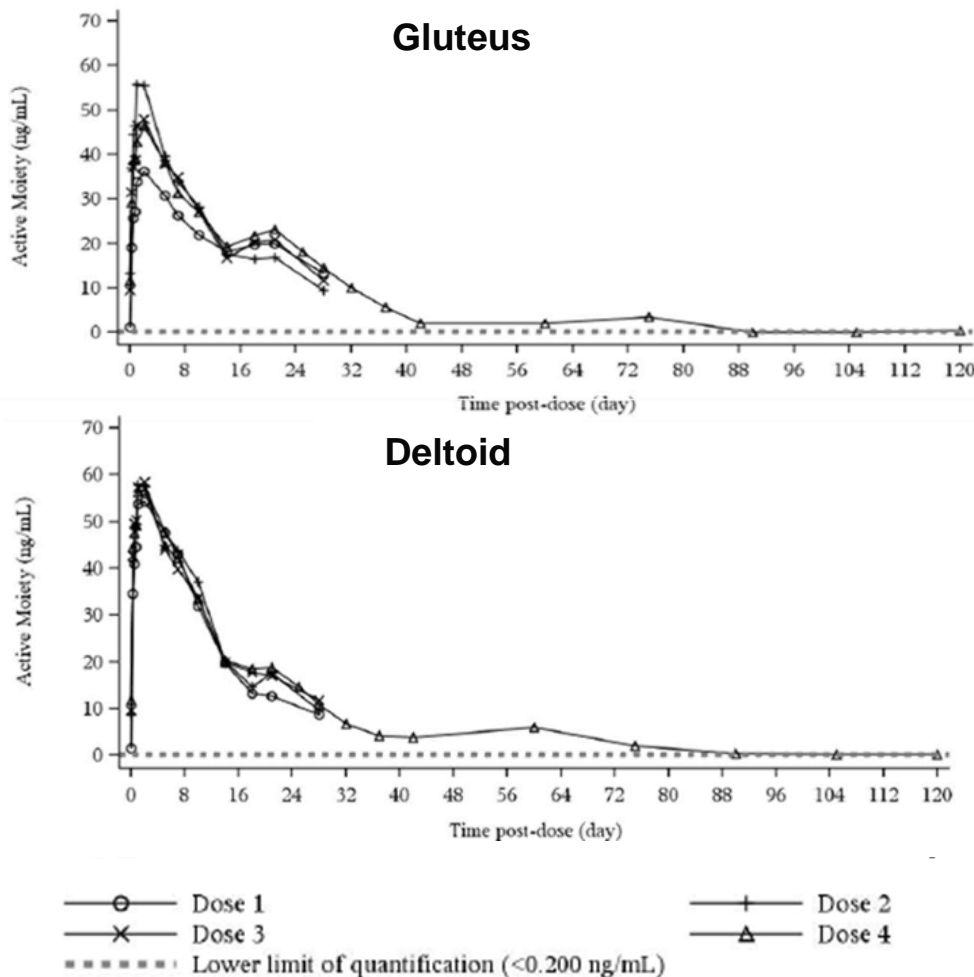 Gluteus
Active Moiety (ng/mL)
70
60
50
40
30
20
10
0
0 8 16 24 32 40 48 56 64 72 80 88 96 104 112 120
Time post-dose (day)
Deltoid
Active Moiety (ng/mL)
70
60
50
40
30
20
10
0
0 8 16 24 32 40 48 56 64 72 80 88 96 104 112 120
Time post-dose (day)
Dose 1 Dose 2
Dose 3 Dose 4
Lower limit of quantification (<0.200 ng/mL)